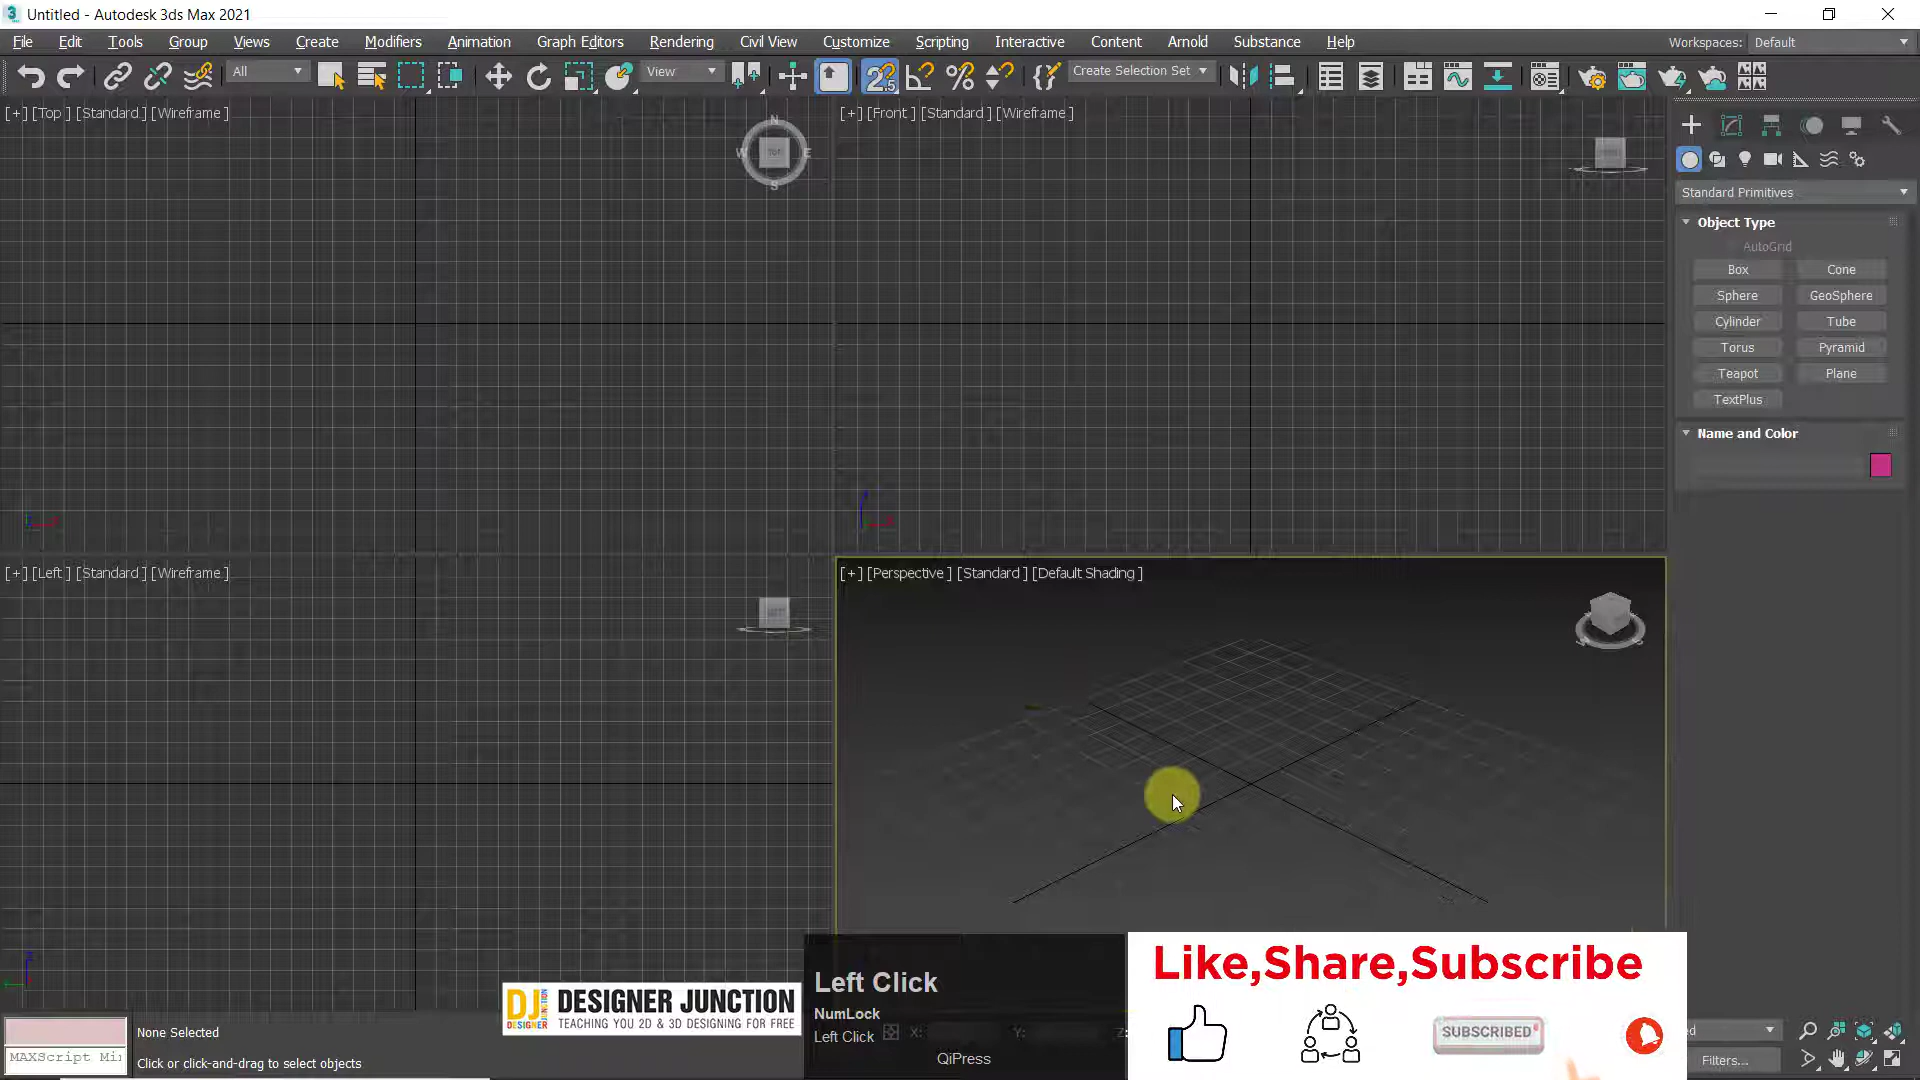 Untitled - Autodesk 3ds Max 2021
File Edit Tools Group Views Create Modifiers Animation Graph Editors Rendering Civil View Customize Scripting Interactive Content Arnold Substance Help Workspaces: Default
All View Create Selection Set
[+] [Top ] [Standard ] [Wireframe ]
[+] [Front ] [Standard ] [Wireframe ]
N
W TOP E
S
Standard Primitives
Object Type
AutoGrid
Box Cone
Sphere GeoSphere
Cylinder Tube
Torus Pyramid
Teapot Plane
TextPlus
Name and Color
[+] [Left ] [Standard ] [Wireframe ]
[+] [Perspective ] [Standard ] [Default Shading ]
Left Click
NumLock
Left Click
QiPress
X: Y: Z:
DJ DESIGNER JUNCTION
DESIGNER JUNCTION
TEACHING YOU 2D & 3D DESIGNING FOR FREE
Like,Share,Subscribe
SUBSCRIBED
None Selected
MAXScript Mi
Click or click-and-drag to select objects
Filters...